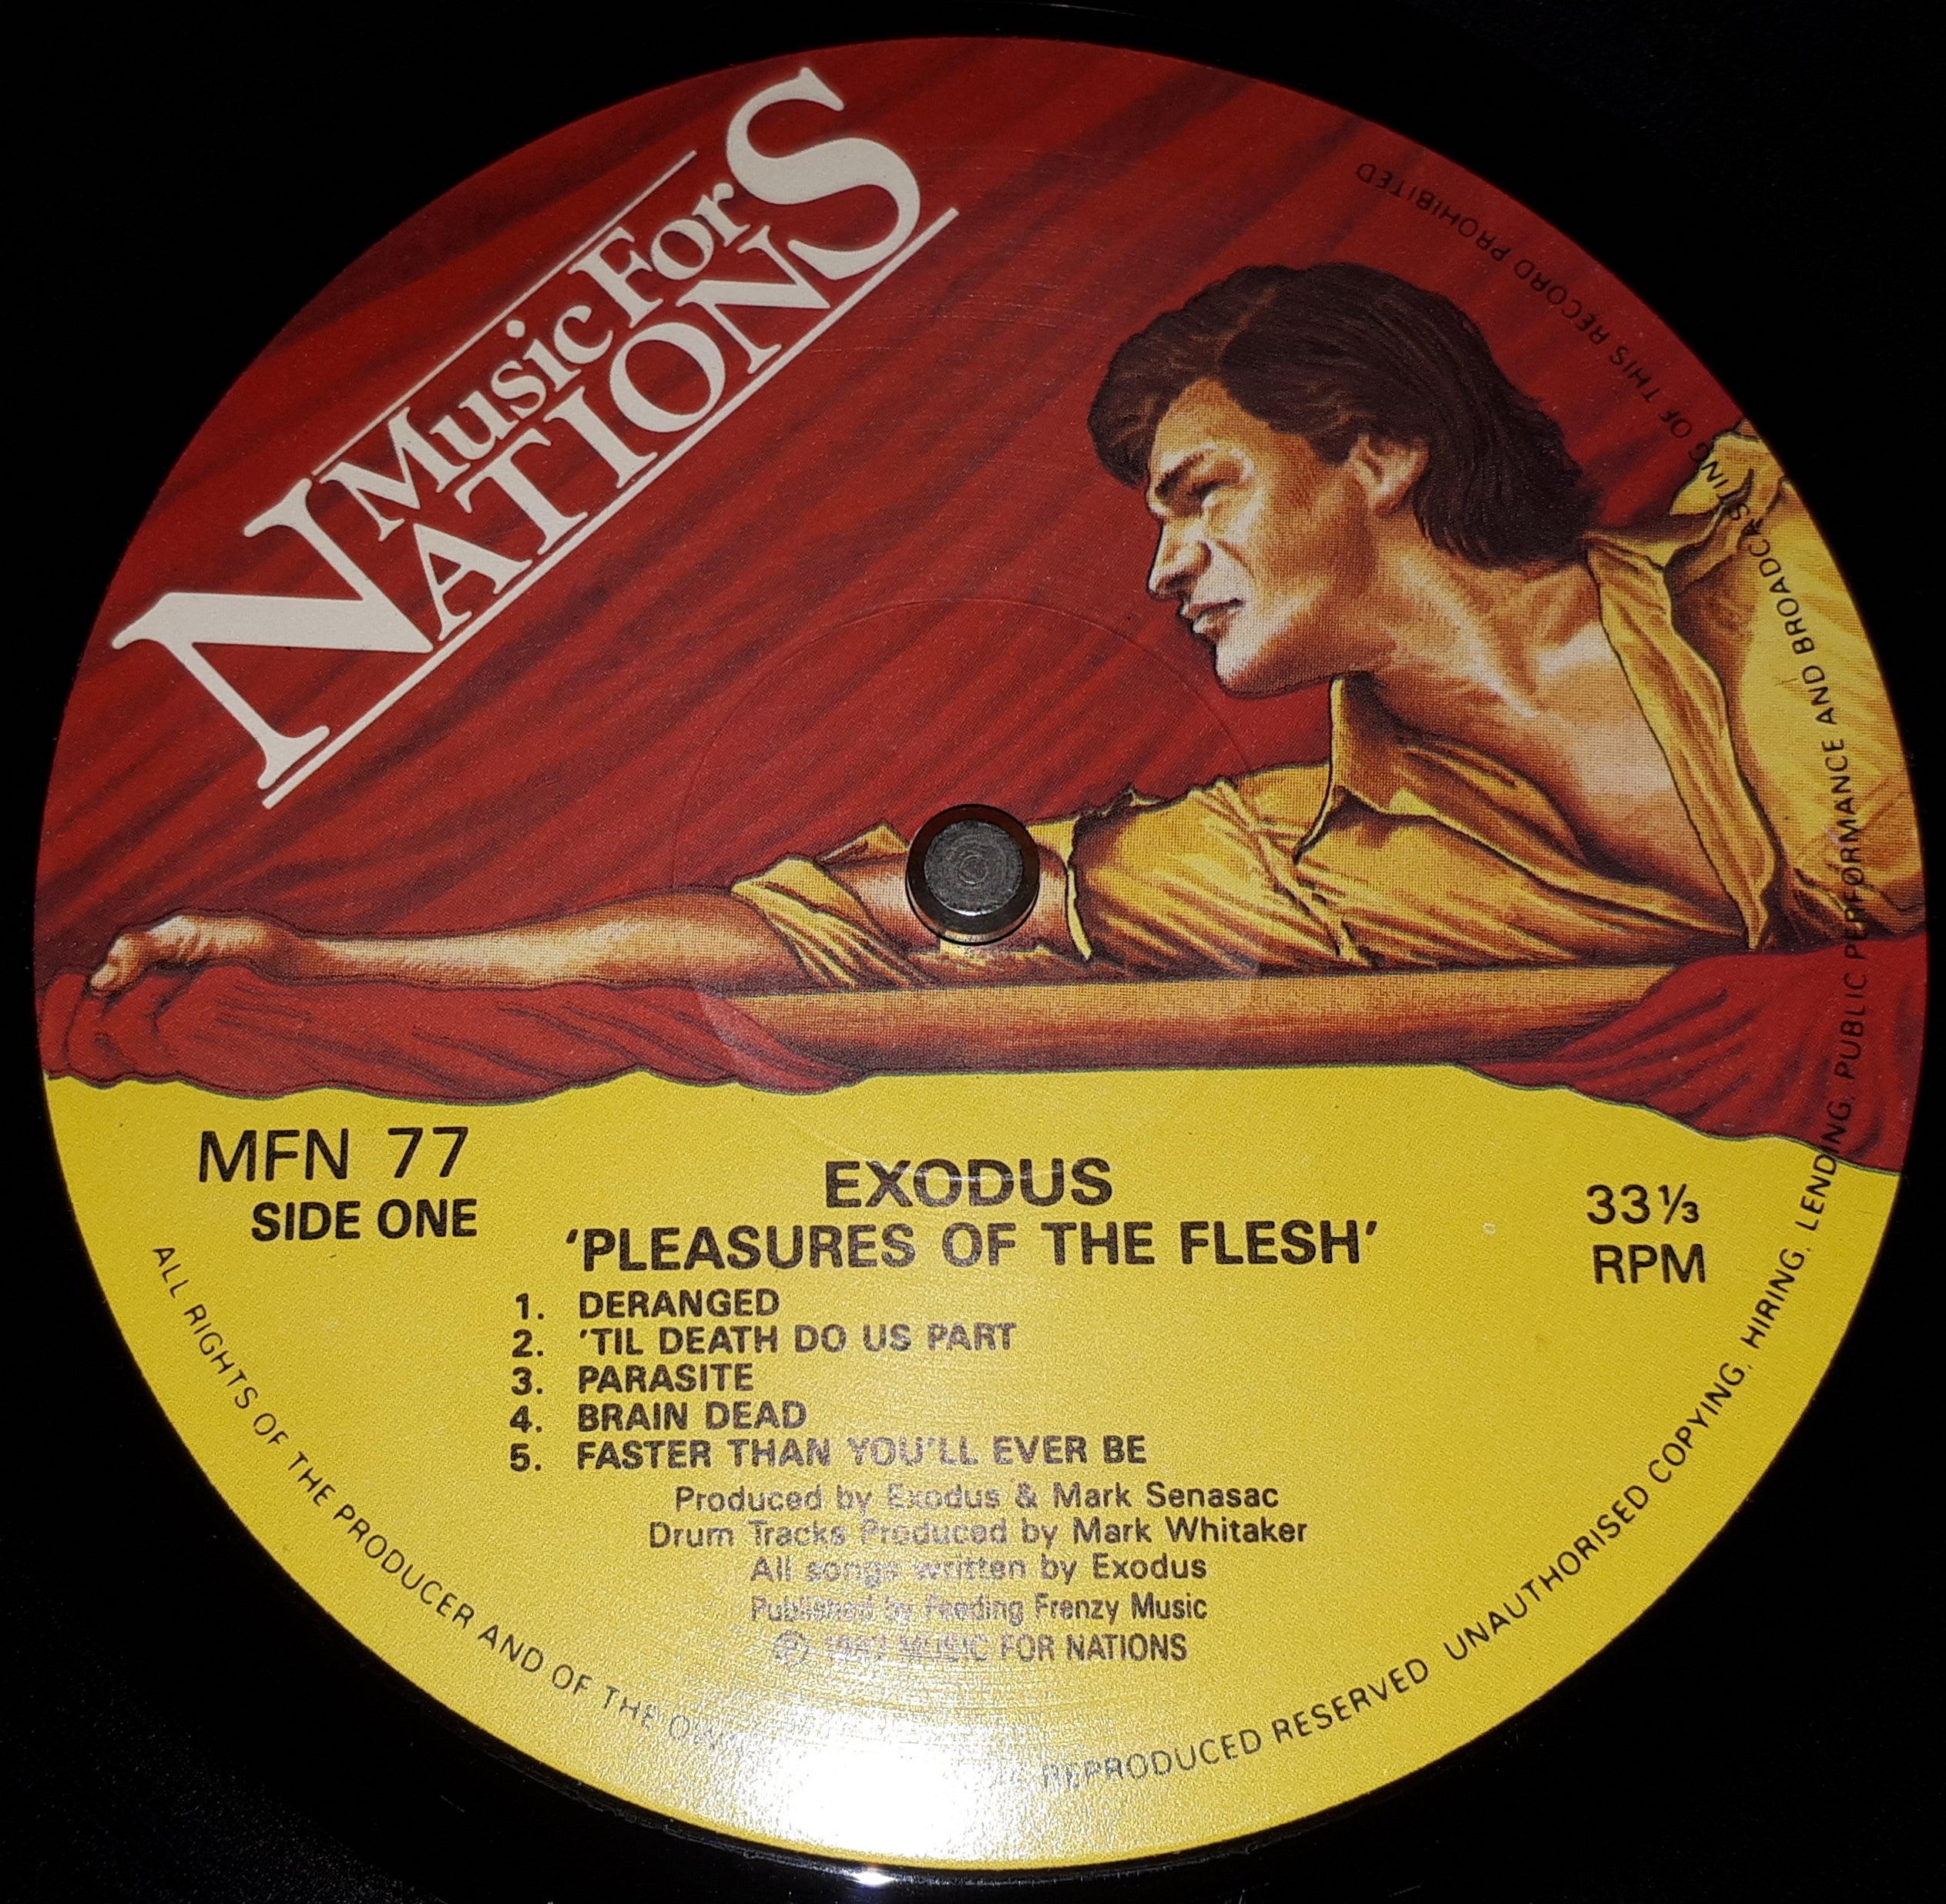 Music For
NATIONS
MFN 77
SIDE ONE
EXODUS
'PLEASURES OF THE FLESH'
33⅓
RPM
1. DERANGED
2. 'TIL DEATH DO US PART
3. PARASITE
4. BRAIN DEAD
5. FASTER THAN YOU'LL EVER BE
Produced by Exodus & Mark Senasac
Drum Tracks Produced by Mark Whitaker
All songs written by Exodus
Published by Feeding Frenzy Music
℗ 1987 MUSIC FOR NATIONS
ALL RIGHTS OF THE PRODUCER AND OF THE REPRODUCED RESERVED UNAUTHORISED COPYING, HIRING, LENDING, PUBLIC PERFORMANCE AND BROADCASTING OF THIS RECORD PROHIBITED